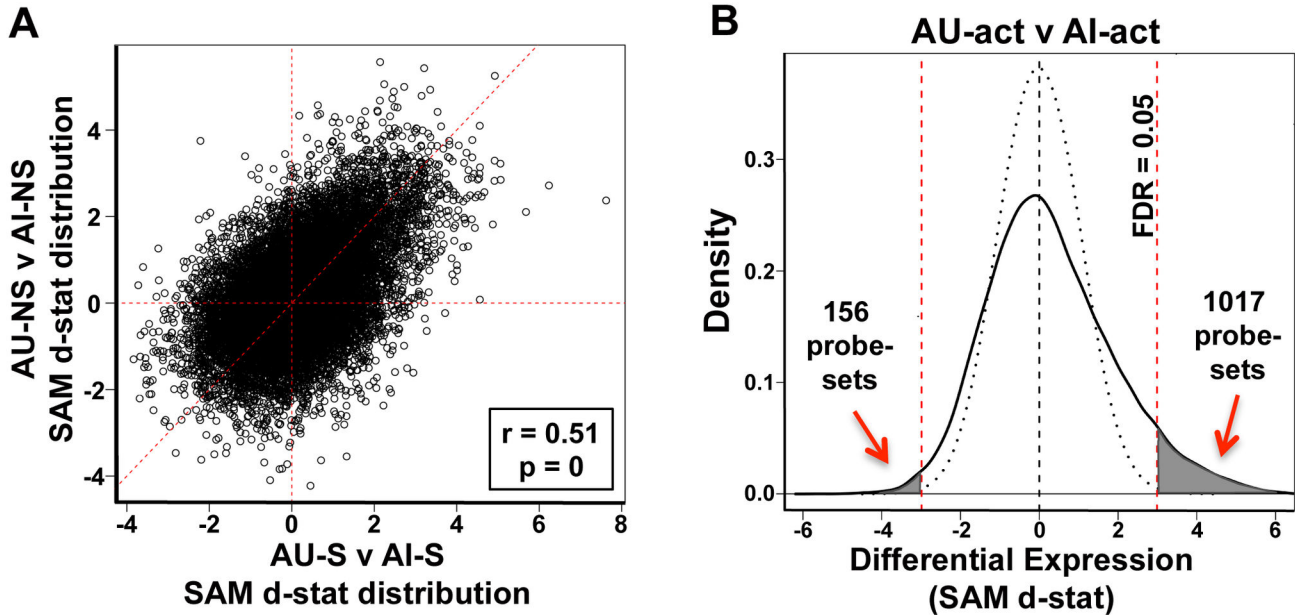 A
AU-NS v AI-NS
SAM d-stat distribution
4
2
0
-2
-4
r = 0.51
p = 0
-4 -2 0 2 4 6 8
AU-S v AI-S
SAM d-stat distribution
B
AU-act v AI-act
Density
0.3
0.2
0.1
0.0
FDR = 0.05
156
probe-
sets
1017
probe-
sets
-6 -4 -2 0 2 4 6
Differential Expression
(SAM d-stat)